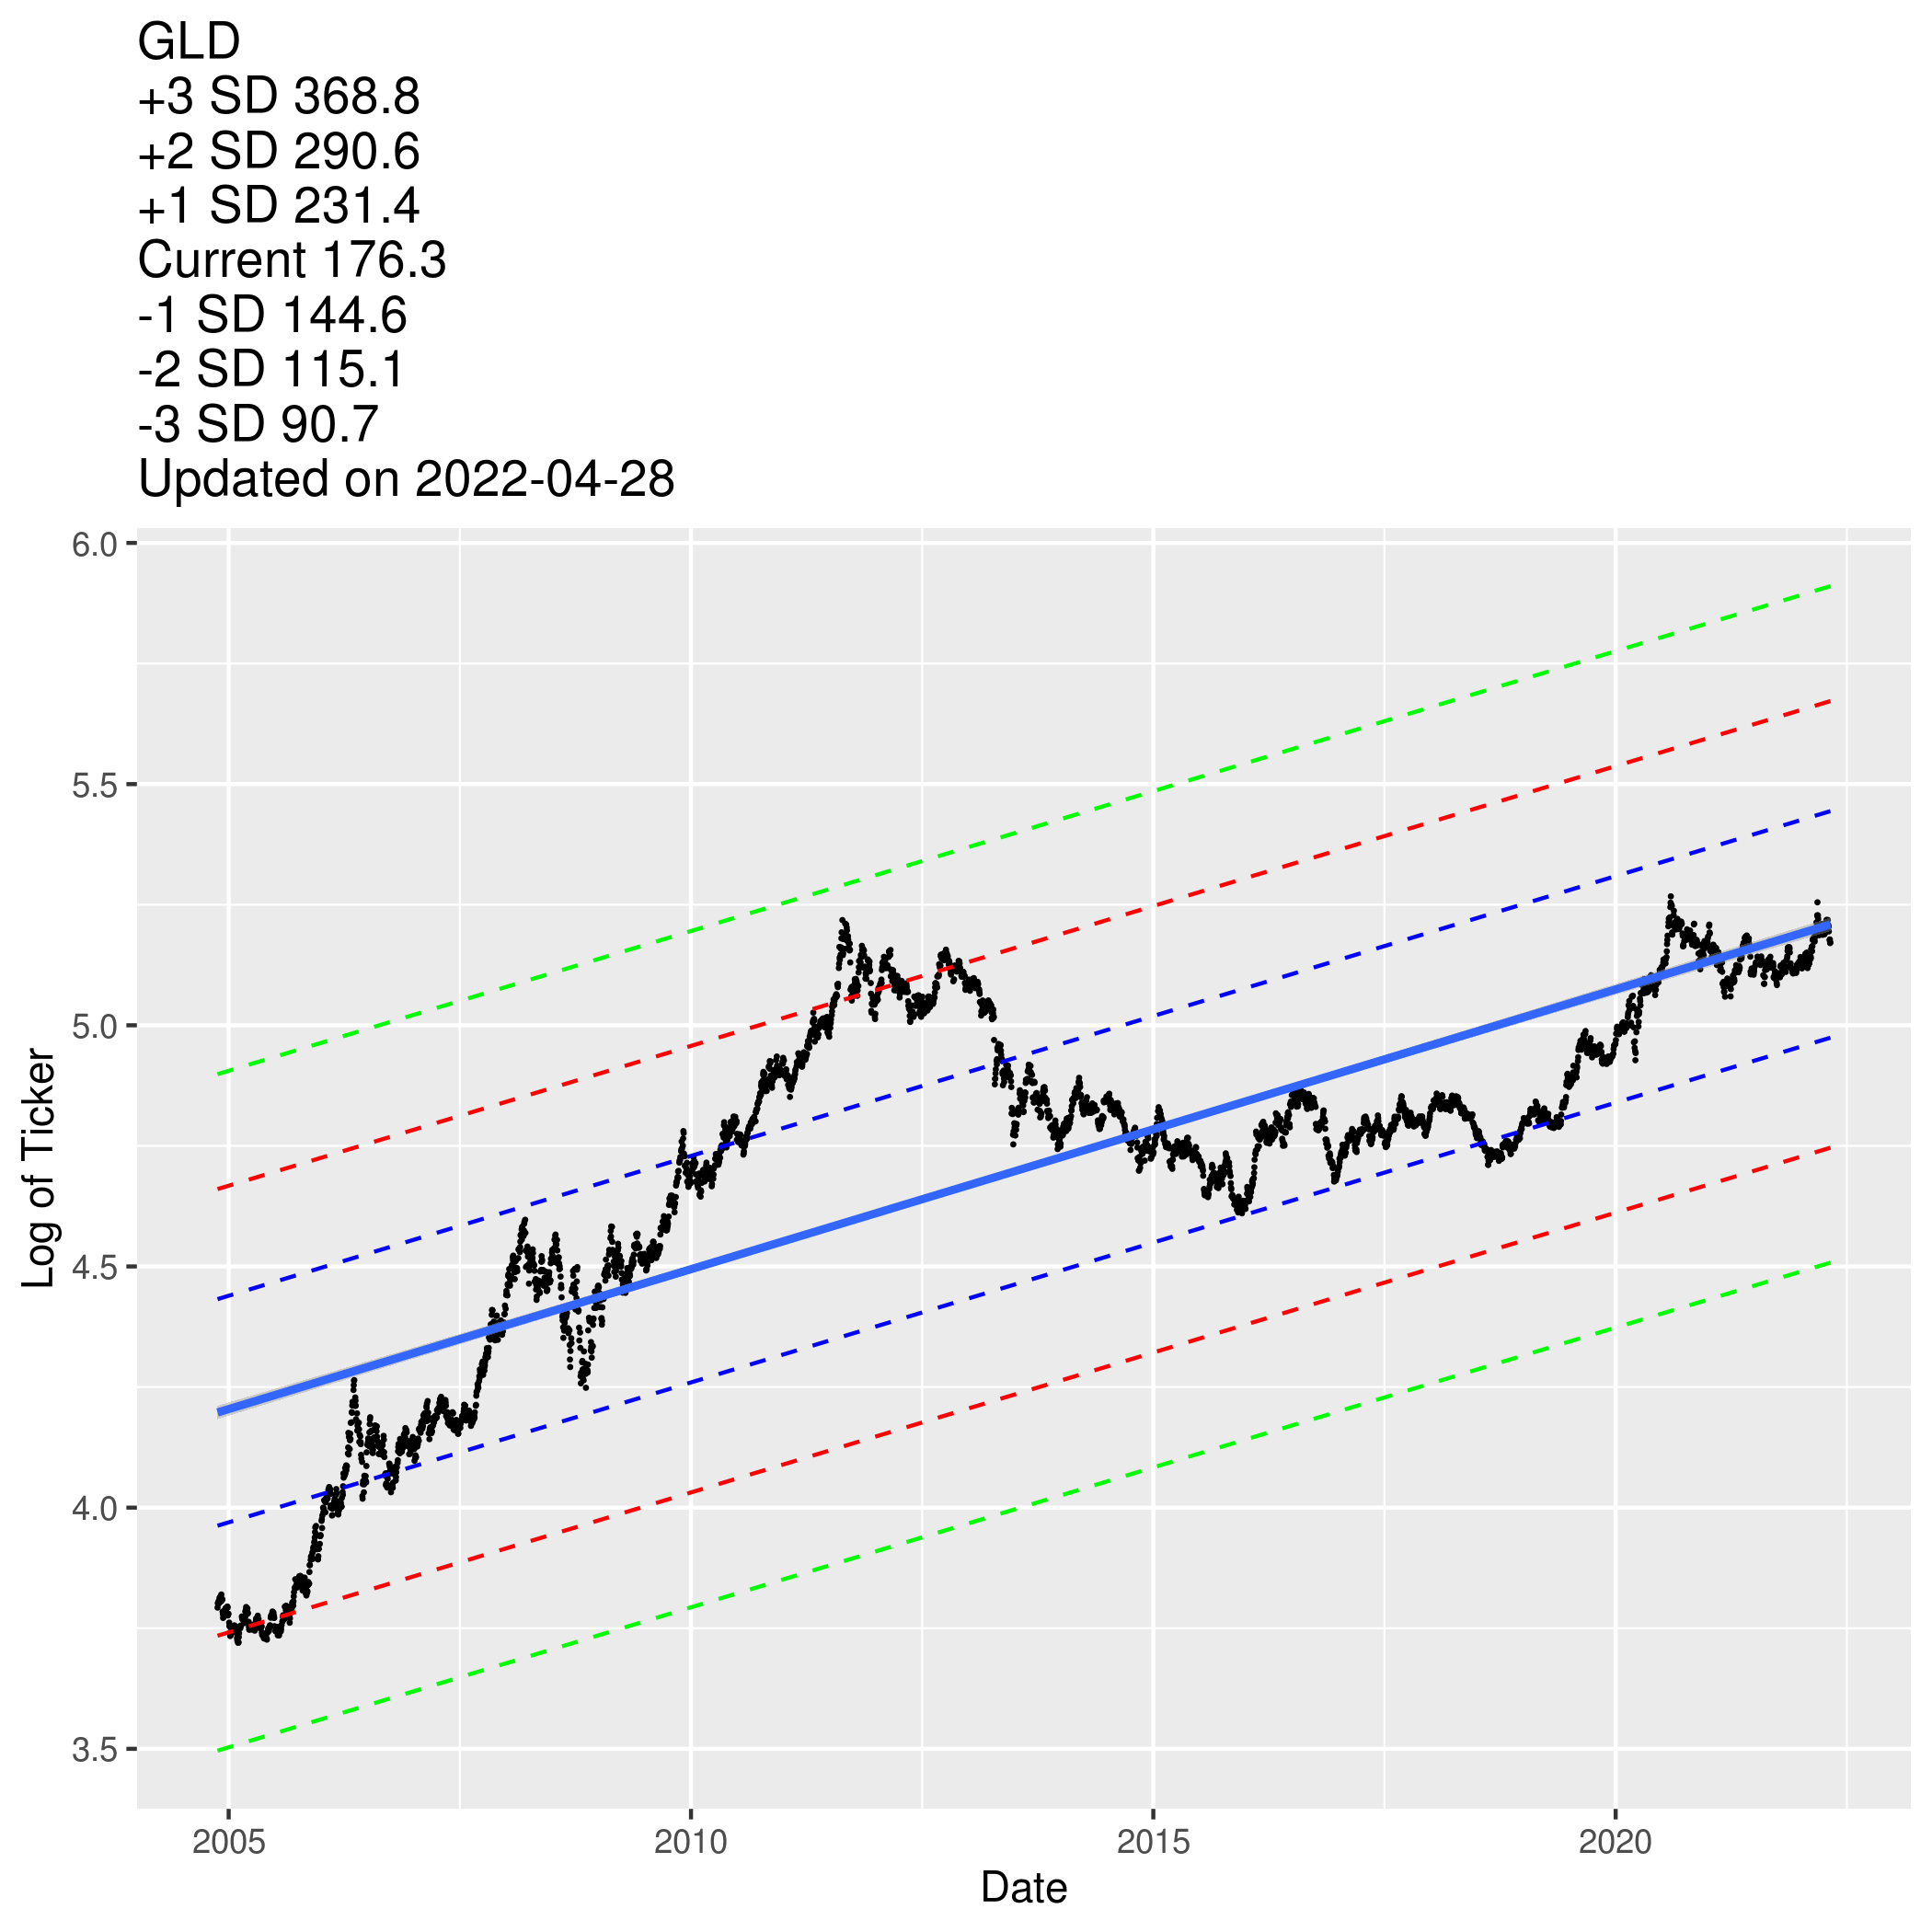 GLD
+3 SD 368.8
+2 SD 290.6
+1 SD 231.4
Current 176.3
-1 SD 144.6
-2 SD 115.1
-3 SD 90.7
Updated on 2022-04-28
6.0
5.5
5.0
4.5
4.0
3.5
Log of Ticker
2005 2010 2015 2020
Date